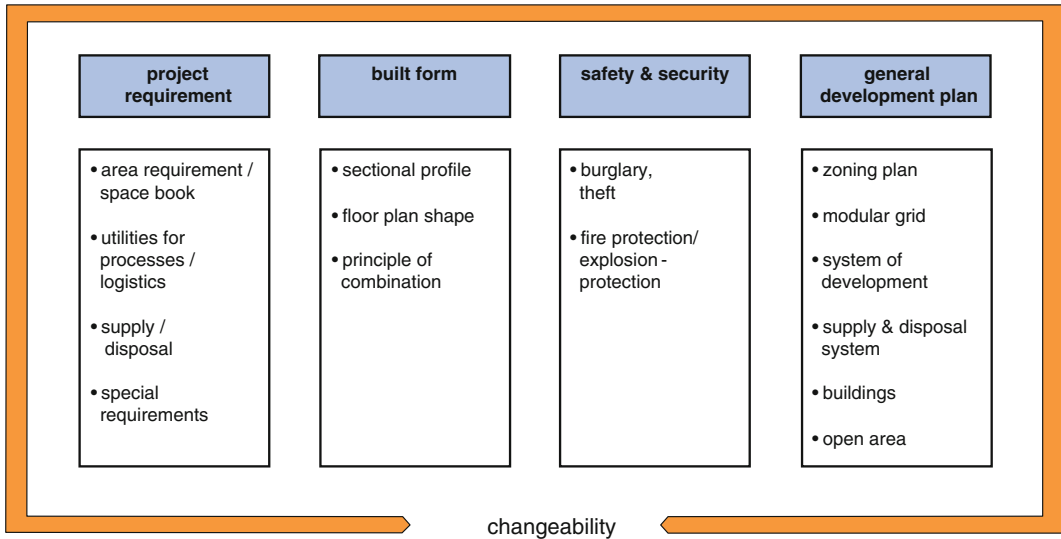 project
requirement
• area requirement /
space book
• utilities for
processes /
logistics
• supply /
disposal
• special
requirements
built form
• sectional profile
• floor plan shape
• principle of
combination
safety & security
• burglary,
theft
• fire protection/
explosion -
protection
general
development plan
• zoning plan
• modular grid
• system of
development
• supply & disposal
system
• buildings
• open area
changeability